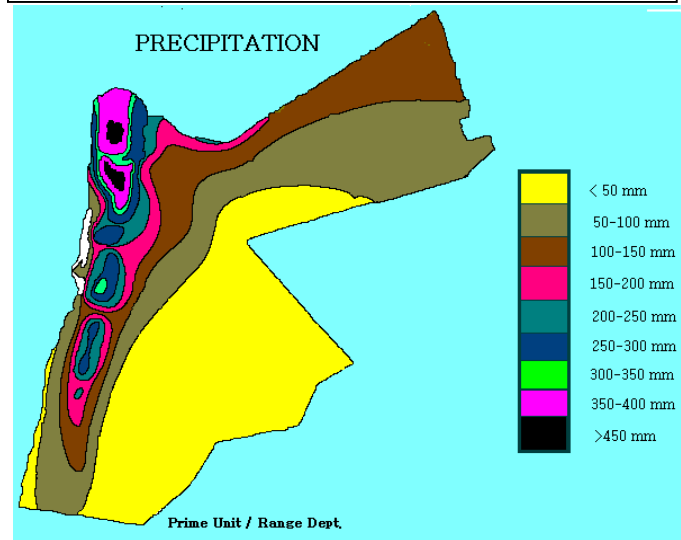 PRECIPITATION
< 50 mm
50-100 mm
100-150 mm
150-200 mm
200-250 mm
250-300 mm
300-350 mm
350-400 mm
>450 mm
Prime Unit / Range Dept.